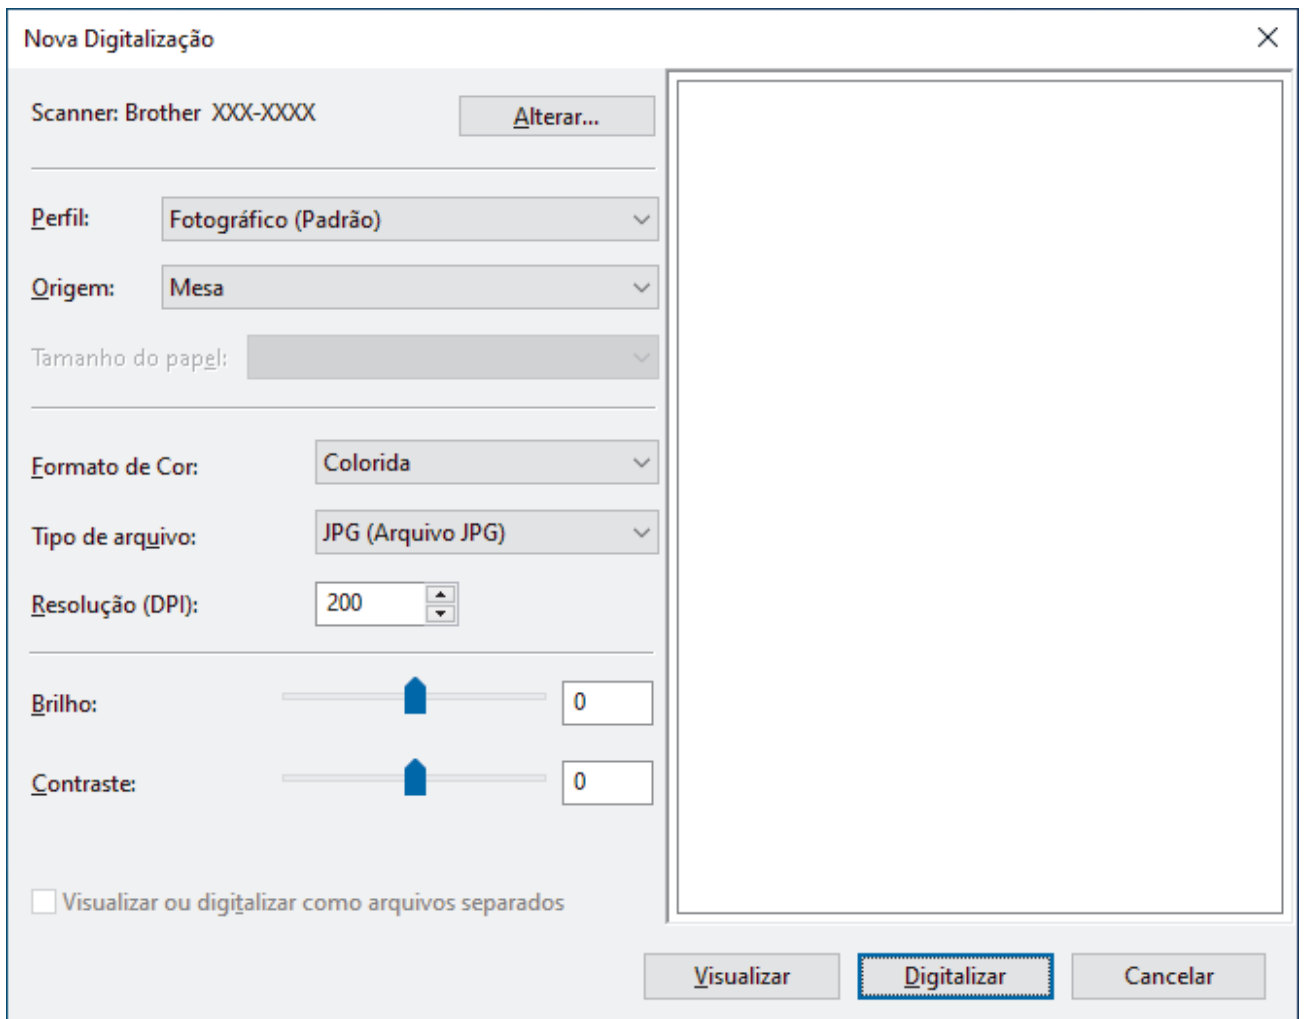 Nova Digitalização
Scanner: Brother XXX-XXXX
Alterar...
Perfil: Fotográfico (Padrão)
Origem: Mesa
Tamanho do papel:
Formato de Cor: Colorida
Tipo de arquivo: JPG (Arquivo JPG)
Resolução (DPI): 200
Brilho: 0
Contraste: 0
Visualizar ou digitalizar como arquivos separados
Visualizar Digitalizar Cancelar